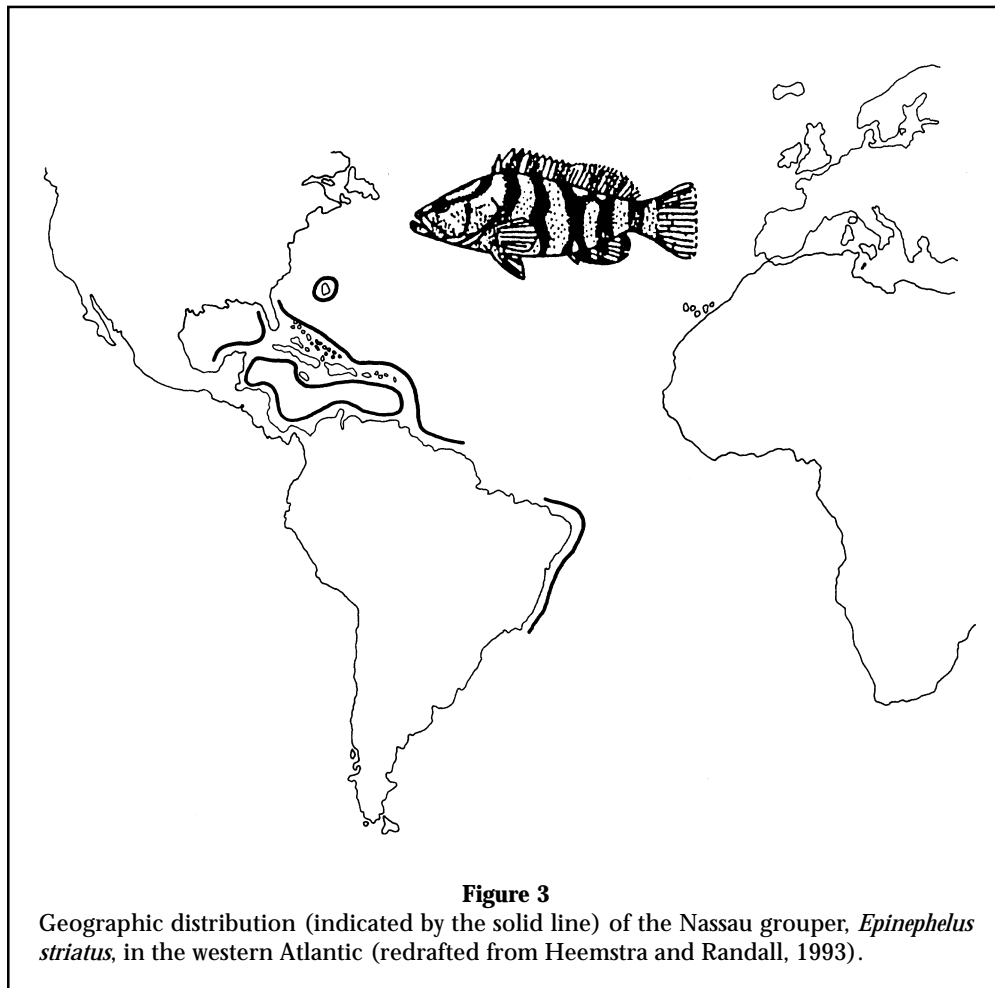 Figure 3
Geographic distribution (indicated by the solid line) of the Nassau grouper, Epinephelus
striatus, in the western Atlantic (redrafted from Heemstra and Randall, 1993).